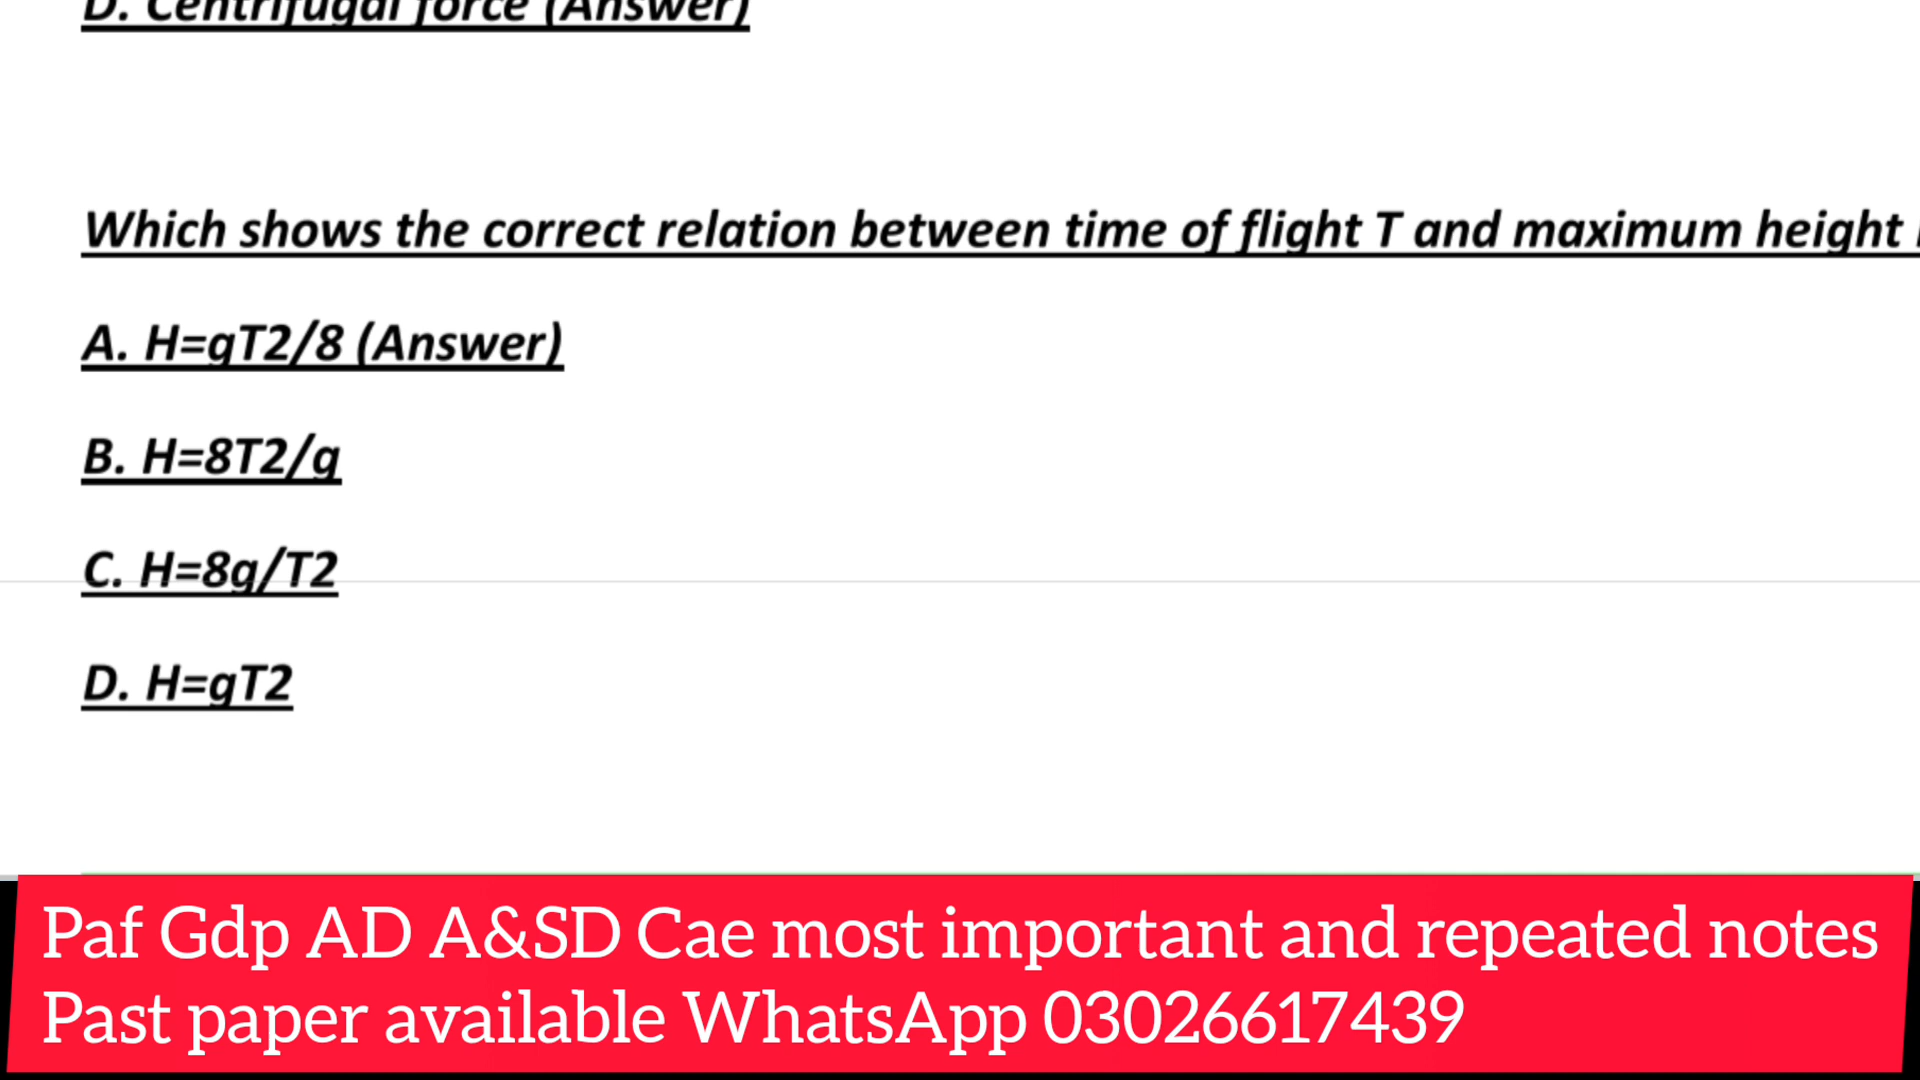 D. Centrifugal force (Answer)
Which shows the correct relation between time of flight T and maximum height
A. H=gT2/8 (Answer)
B. H=8T2/g
C. H=8g/T2
D. H=gT2
Paf Gdp AD A&SD Cae most important and repeated notes
Past paper available WhatsApp 03026617439